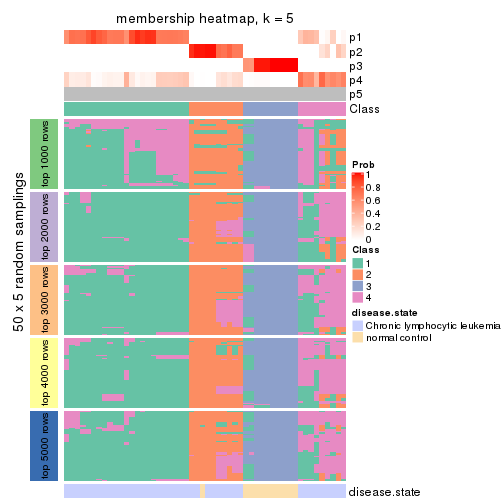 membership heatmap, k = 5
p1
p2
p3
p4
p5
Class
50 x 5 random samplings
top 1000 rows
top 2000 rows
top 3000 rows
top 4000 rows
top 5000 rows
Prob
1
0.8
0.6
0.4
0.2
0
Class
1
2
3
4
disease.state
Chronic lymphocytic leukemia
normal control
disease.state